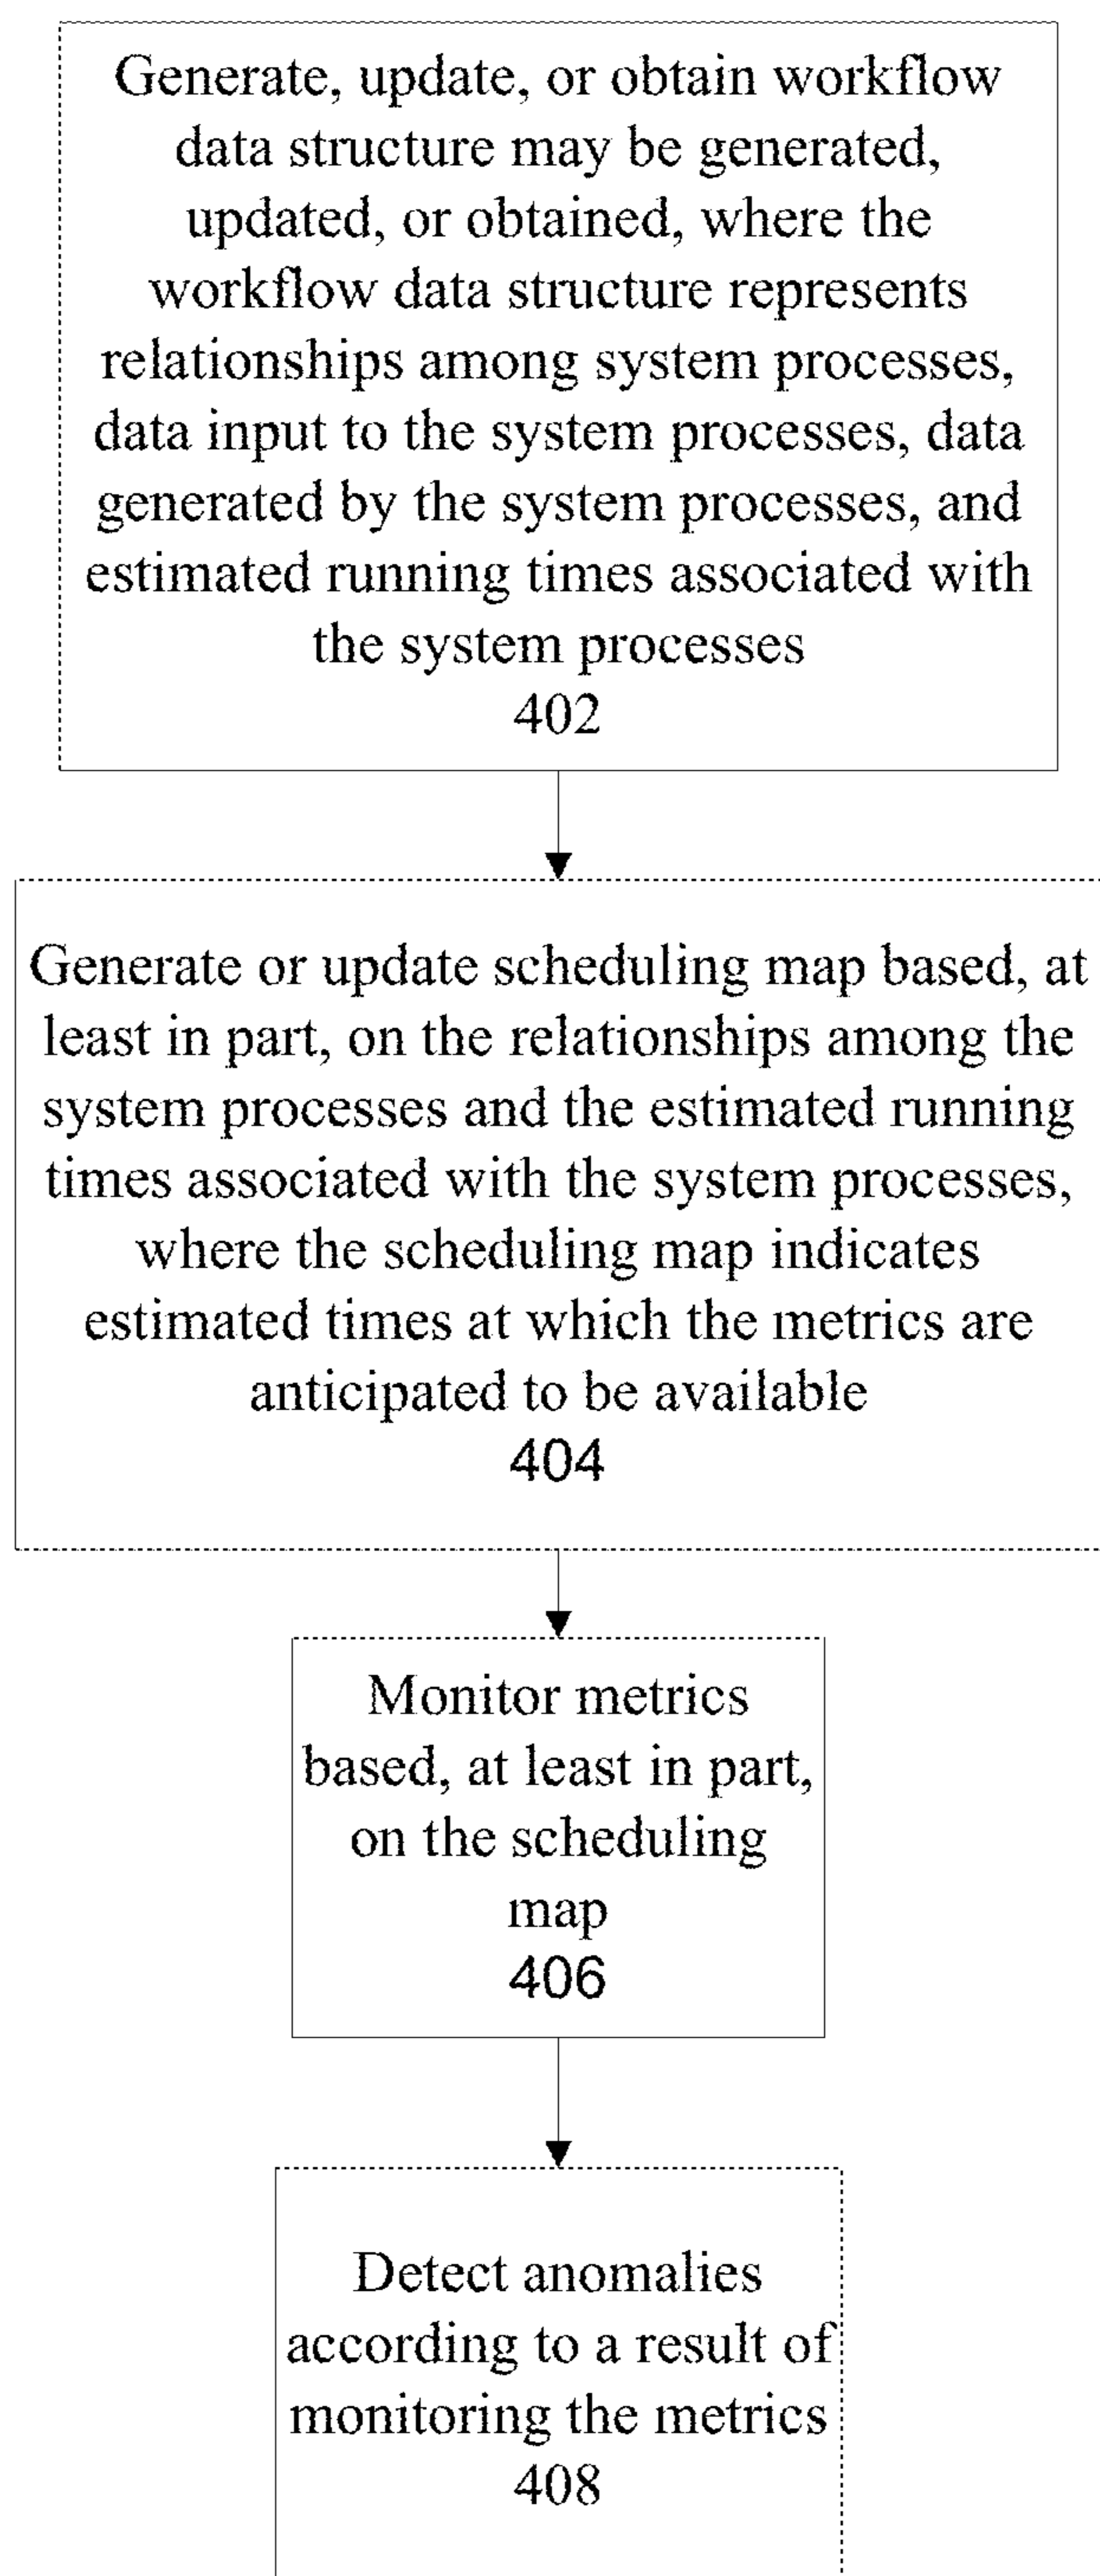 Generate, update, or obtain workflow
data structure may be generated,
updated, or obtained, where the
workflow data structure represents
relationships among system processes,
data input to the system processes, data
generated by the system processes, and
estimated running times associated with
the system processes
402
Generate or update scheduling map based, at
least in part, on the relationships among the
system processes and the estimated running
times associated with the system processes,
where the scheduling map indicates
estimated times at which the metrics are
anticipated to be available
404
Monitor metrics
based, at least in part,
on the scheduling
map
406
Detect anomalies
according to a result of
monitoring the metrics
408